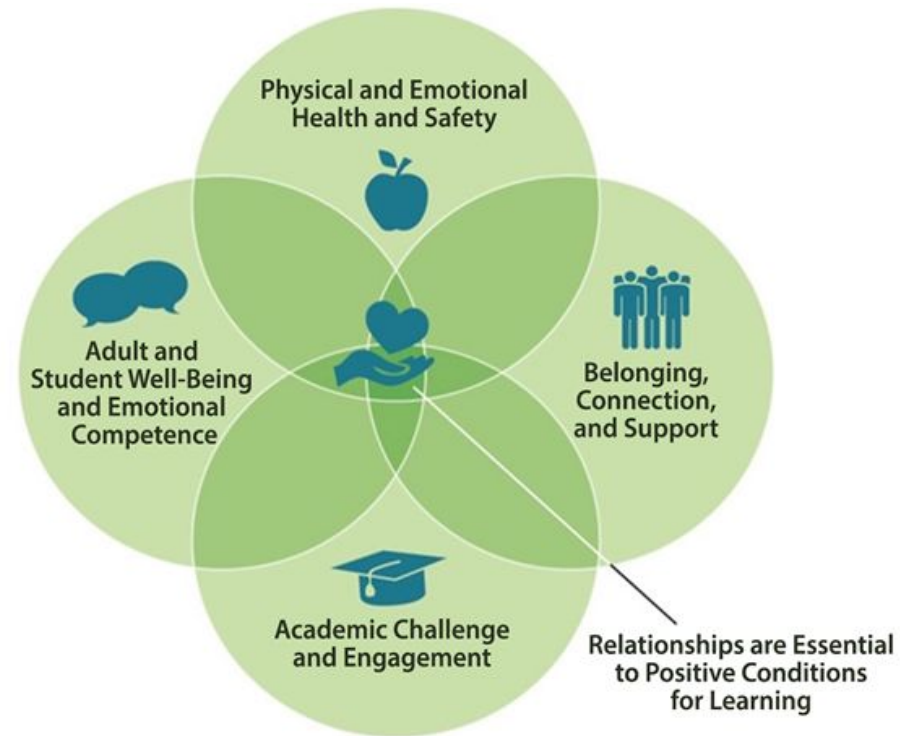 Physical and Emotional
Health and Safety
Adult and
Student Well-Being
and Emotional
Competence
Belonging,
Connection,
and Support
Academic Challenge
and Engagement
Relationships are Essential
to Positive Conditions
for Learning